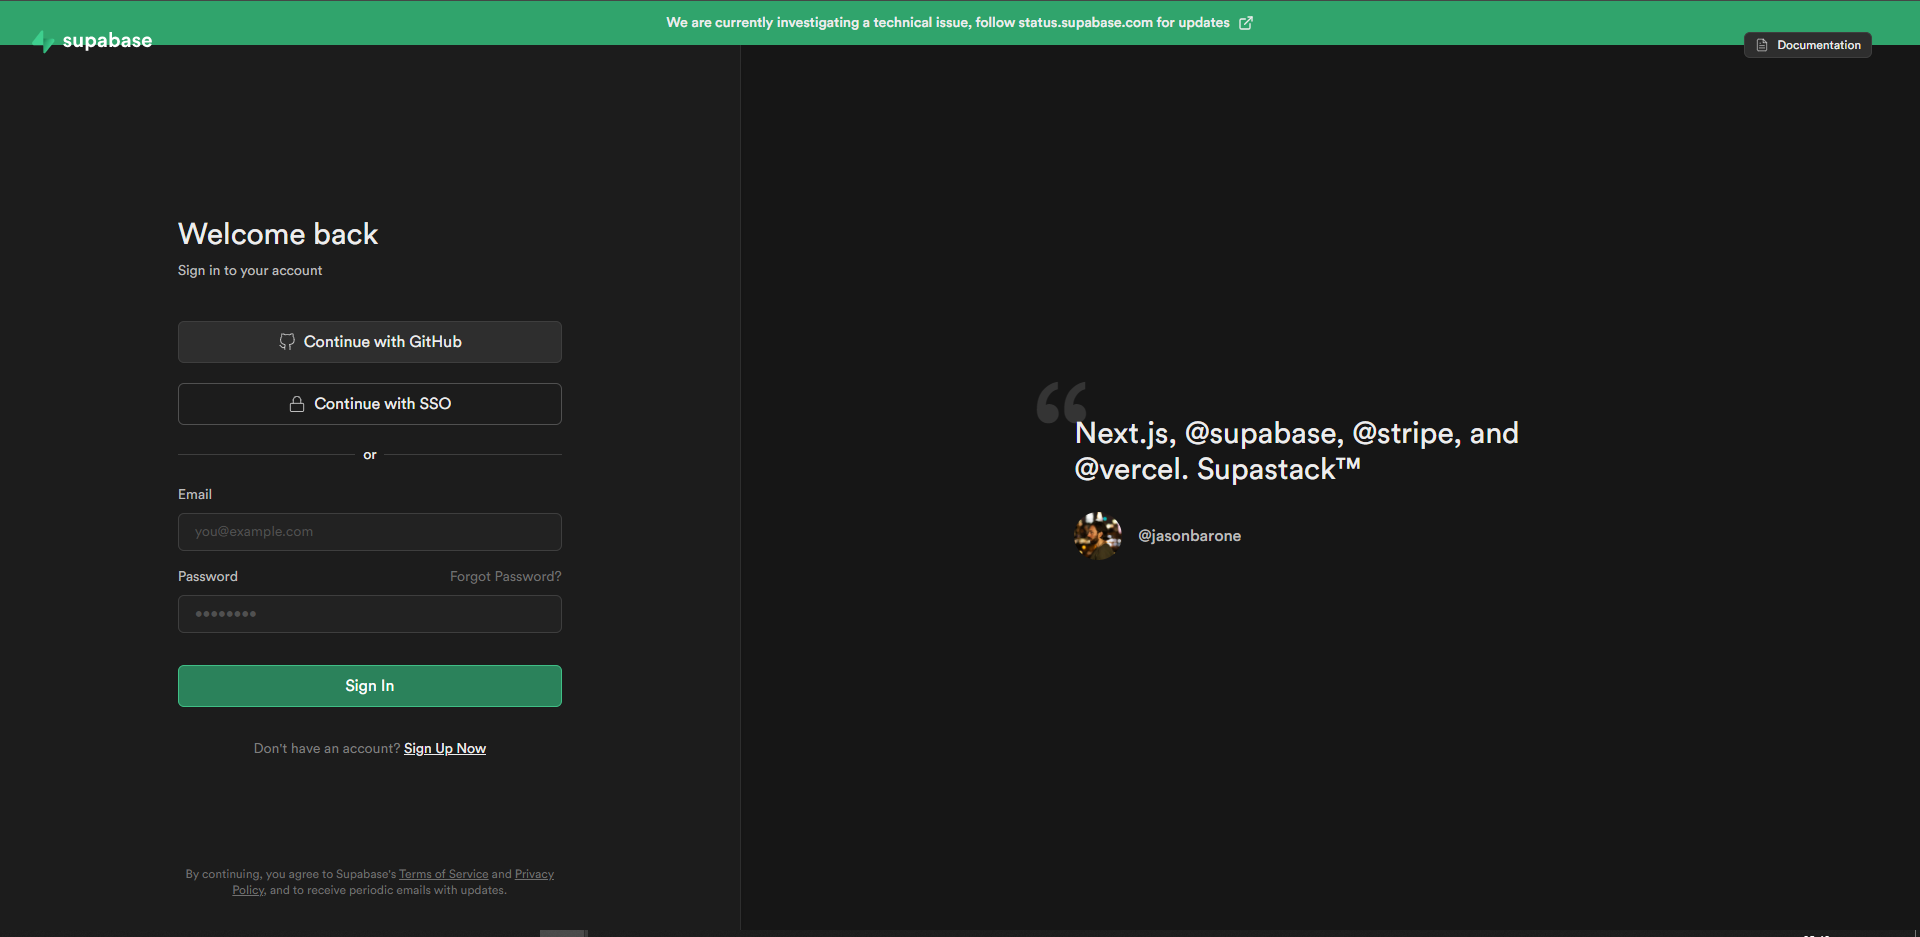 We are currently investigating a technical issue, follow status.supabase.com for updates
supabase
Documentation
Welcome back
Sign in to your account
Continue with GitHub
Continue with SSO
or
Email
you@example.com
Password
Forgot Password?
Sign In
Don't have an account? Sign Up Now
By continuing, you agree to Supabase's Terms of Service and Privacy
Policy, and to receive periodic emails with updates.
“
Next.js, @supabase, @stripe, and
@vercel. Supastack™
@jasonbarone